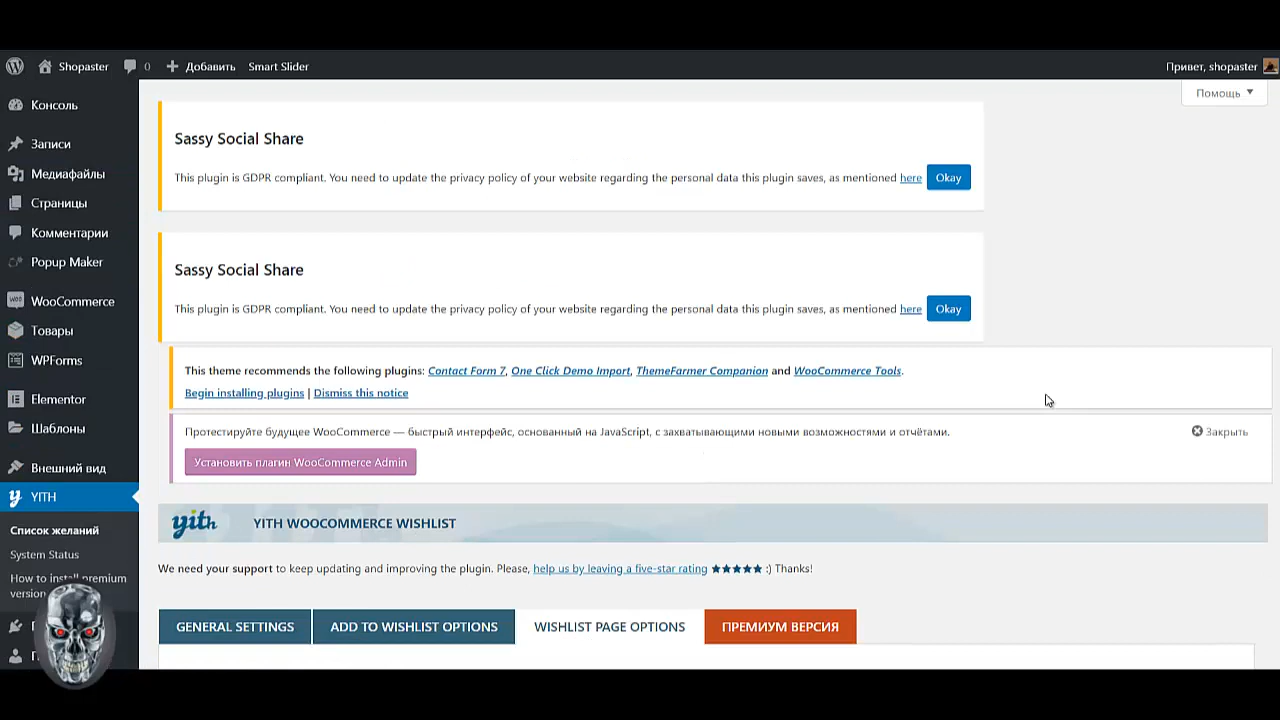 Shopaster 0 Добавить Smart Slider Привет, shopaster
Помощь
Консоль
Записи
Медиафайлы
Страницы
Комментарии
Popup Maker
WOO WooCommerce
Товары
WPForms
Elementor
Шаблоны
Внешний вид
YITH
Список желаний
System Status
How to install premium
version
Sassy Social Share
This plugin is GDPR compliant. You need to update the privacy policy of your website regarding the personal data this plugin saves, as mentioned here Okay
Sassy Social Share
This plugin is GDPR compliant. You need to update the privacy policy of your website regarding the personal data this plugin saves, as mentioned here Okay
This theme recommends the following plugins: Contact Form 7, One Click Demo Import, ThemeFarmer Companion and WooCommerce Tools.
Begin installing plugins | Dismiss this notice
Протестируйте будущее WooCommerce — быстрый интерфейс, основанный на JavaScript, с захватывающими новыми возможностями и отчётами. Закрыть
Установить плагин WooCommerce Admin
yith YITH WOOCOMMERCE WISHLIST
We need your support to keep updating and improving the plugin. Please, help us by leaving a five-star rating ★★★★★ :) Thanks!
GENERAL SETTINGS ADD TO WISHLIST OPTIONS WISHLIST PAGE OPTIONS ПРЕМИУМ ВЕРСИЯ